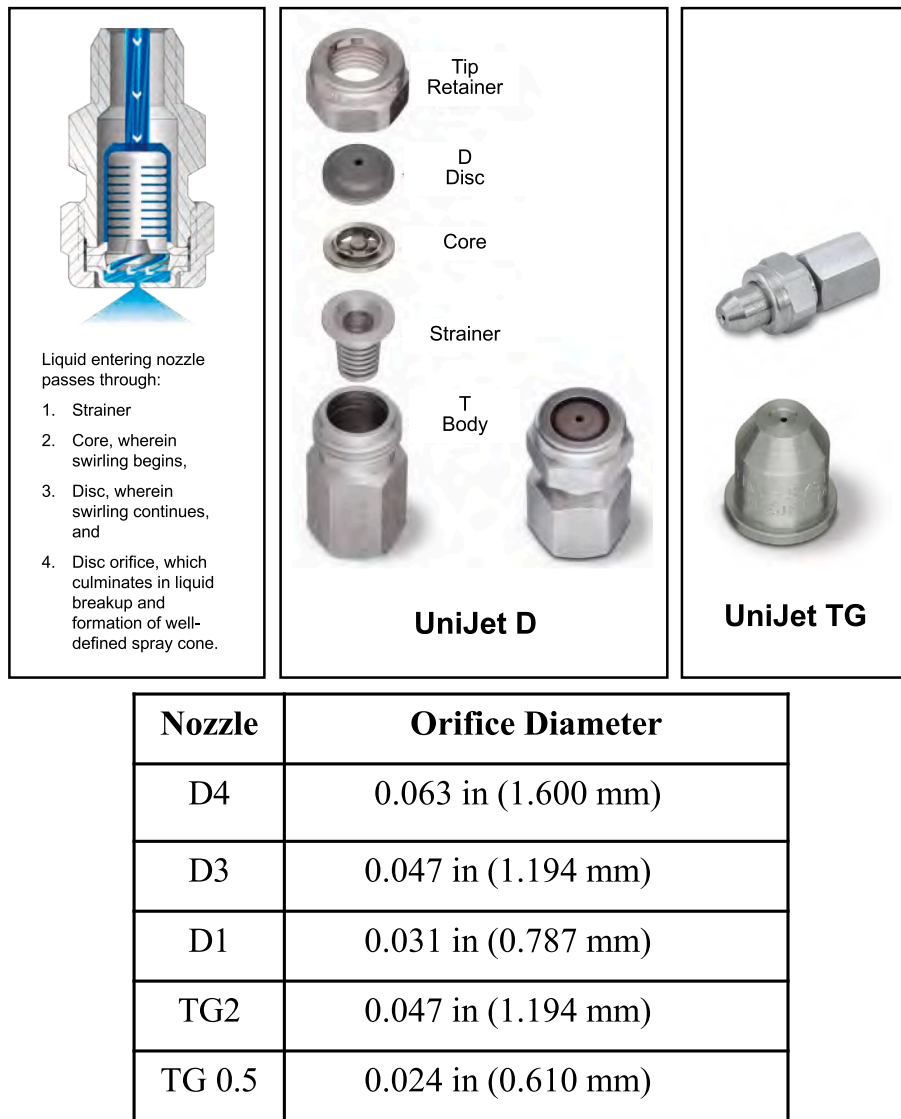 Liquid entering nozzle
passes through:
1. Strainer
2. Core, wherein
swirling begins,
3. Disc, wherein
swirling continues,
and
4. Disc orifice, which
culminates in liquid
breakup and
formation of well-
defined spray cone.
Tip
Retainer
D
Disc
Core
Strainer
T
Body
UniJet D
UniJet TG
Nozzle Orifice Diameter
D4 0.063 in (1.600 mm)
D3 0.047 in (1.194 mm)
D1 0.031 in (0.787 mm)
TG2 0.047 in (1.194 mm)
TG 0.5 0.024 in (0.610 mm)